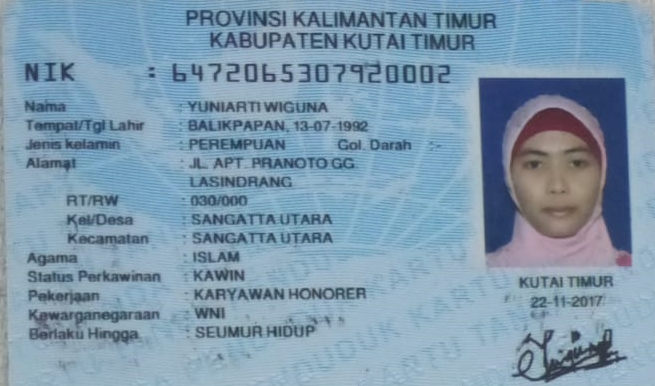 PROVINSI KALIMANTAN TIMUR
KABUPATEN KUTAI TIMUR
NIK : 6472065307920002
Nama : YUNIARTI WIGUNA
Tempat/Tgl Lahir : BALIKPAPAN, 13-07-1992
Jenis kelamin : PEREMPUAN Gol. Darah :-
Alamat : JL. APT. PRANOTO GG.
LASINDRANG
RT/RW : 030/000
Kel/Desa : SANGATTA UTARA
Kecamatan : SANGATTA UTARA
Agama : ISLAM
Status Perkawinan : KAWIN
Pekerjaan : KARYAWAN HONORER
Kewarganegaraan : WNI
Berlaku Hingga : SEUMUR HIDUP
KUTAI TIMUR
22-11-2017